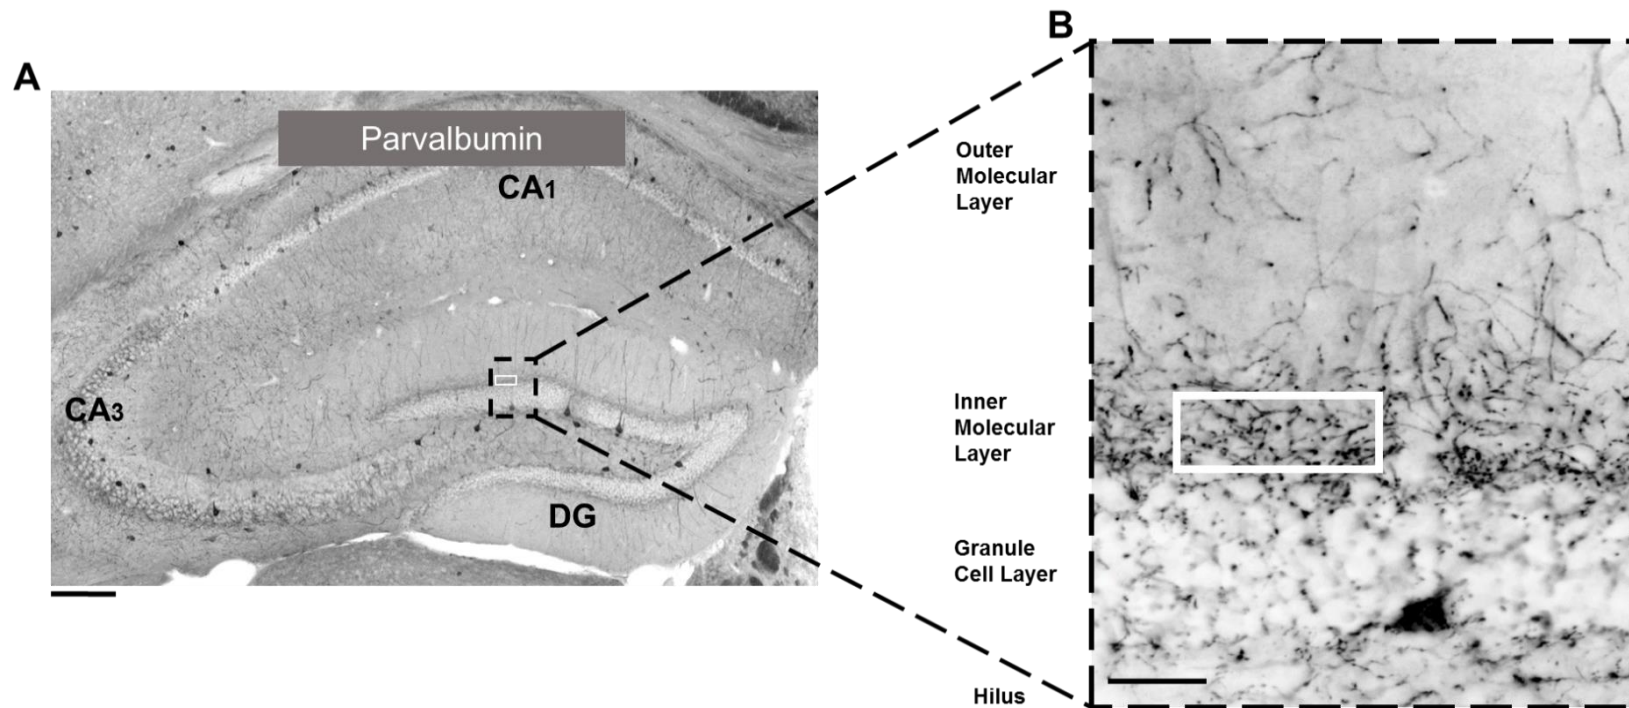 A
B
Parvalbumin
CA1
CA3
DG
Outer
Molecular
Layer
Inner
Molecular
Layer
Granule
Cell Layer
Hilus